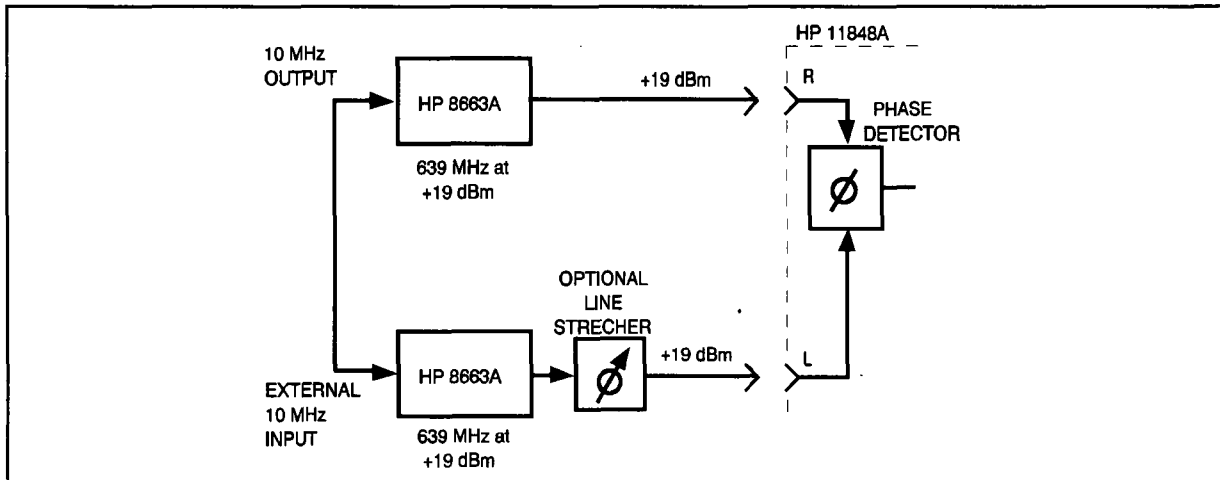 HP 11848A
10 MHz
OUTPUT
HP 8663A
+19 dBm
R
PHASE
DETECTOR
639 MHz at
+19 dBm
Ø
OPTIONAL
LINE
STRECHER
EXTERNAL
10 MHz
INPUT
HP 8663A
Ø
+19 dBm
L
639 MHz at
+19 dBm